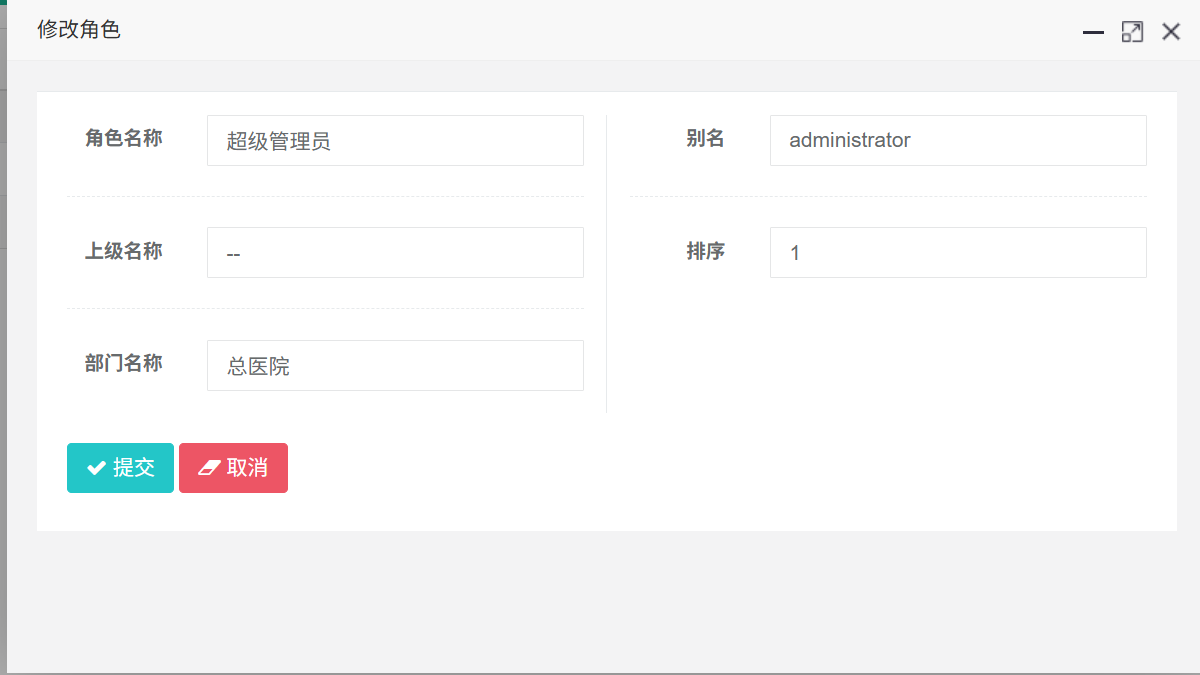 修改角色
角色名称 超级管理员 别名 administrator
上级名称 -- 排序 1
部门名称 总医院
提交 取消